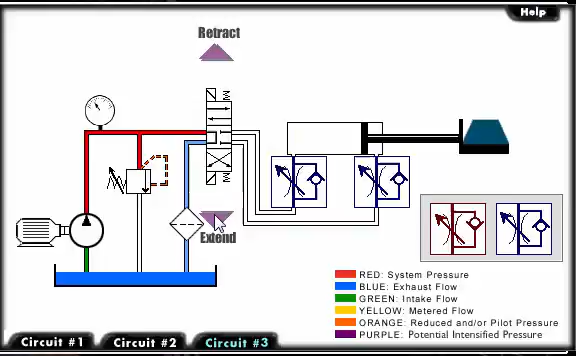 Help
Retract
Extend
RED: System Pressure
BLUE: Exhaust Flow
GREEN: Intake Flow
YELLOW: Metered Flow
ORANGE: Reduced and/or Pilot Pressure
PURPLE: Potential Intensified Pressure
Circuit #1 Circuit #2 Circuit #3